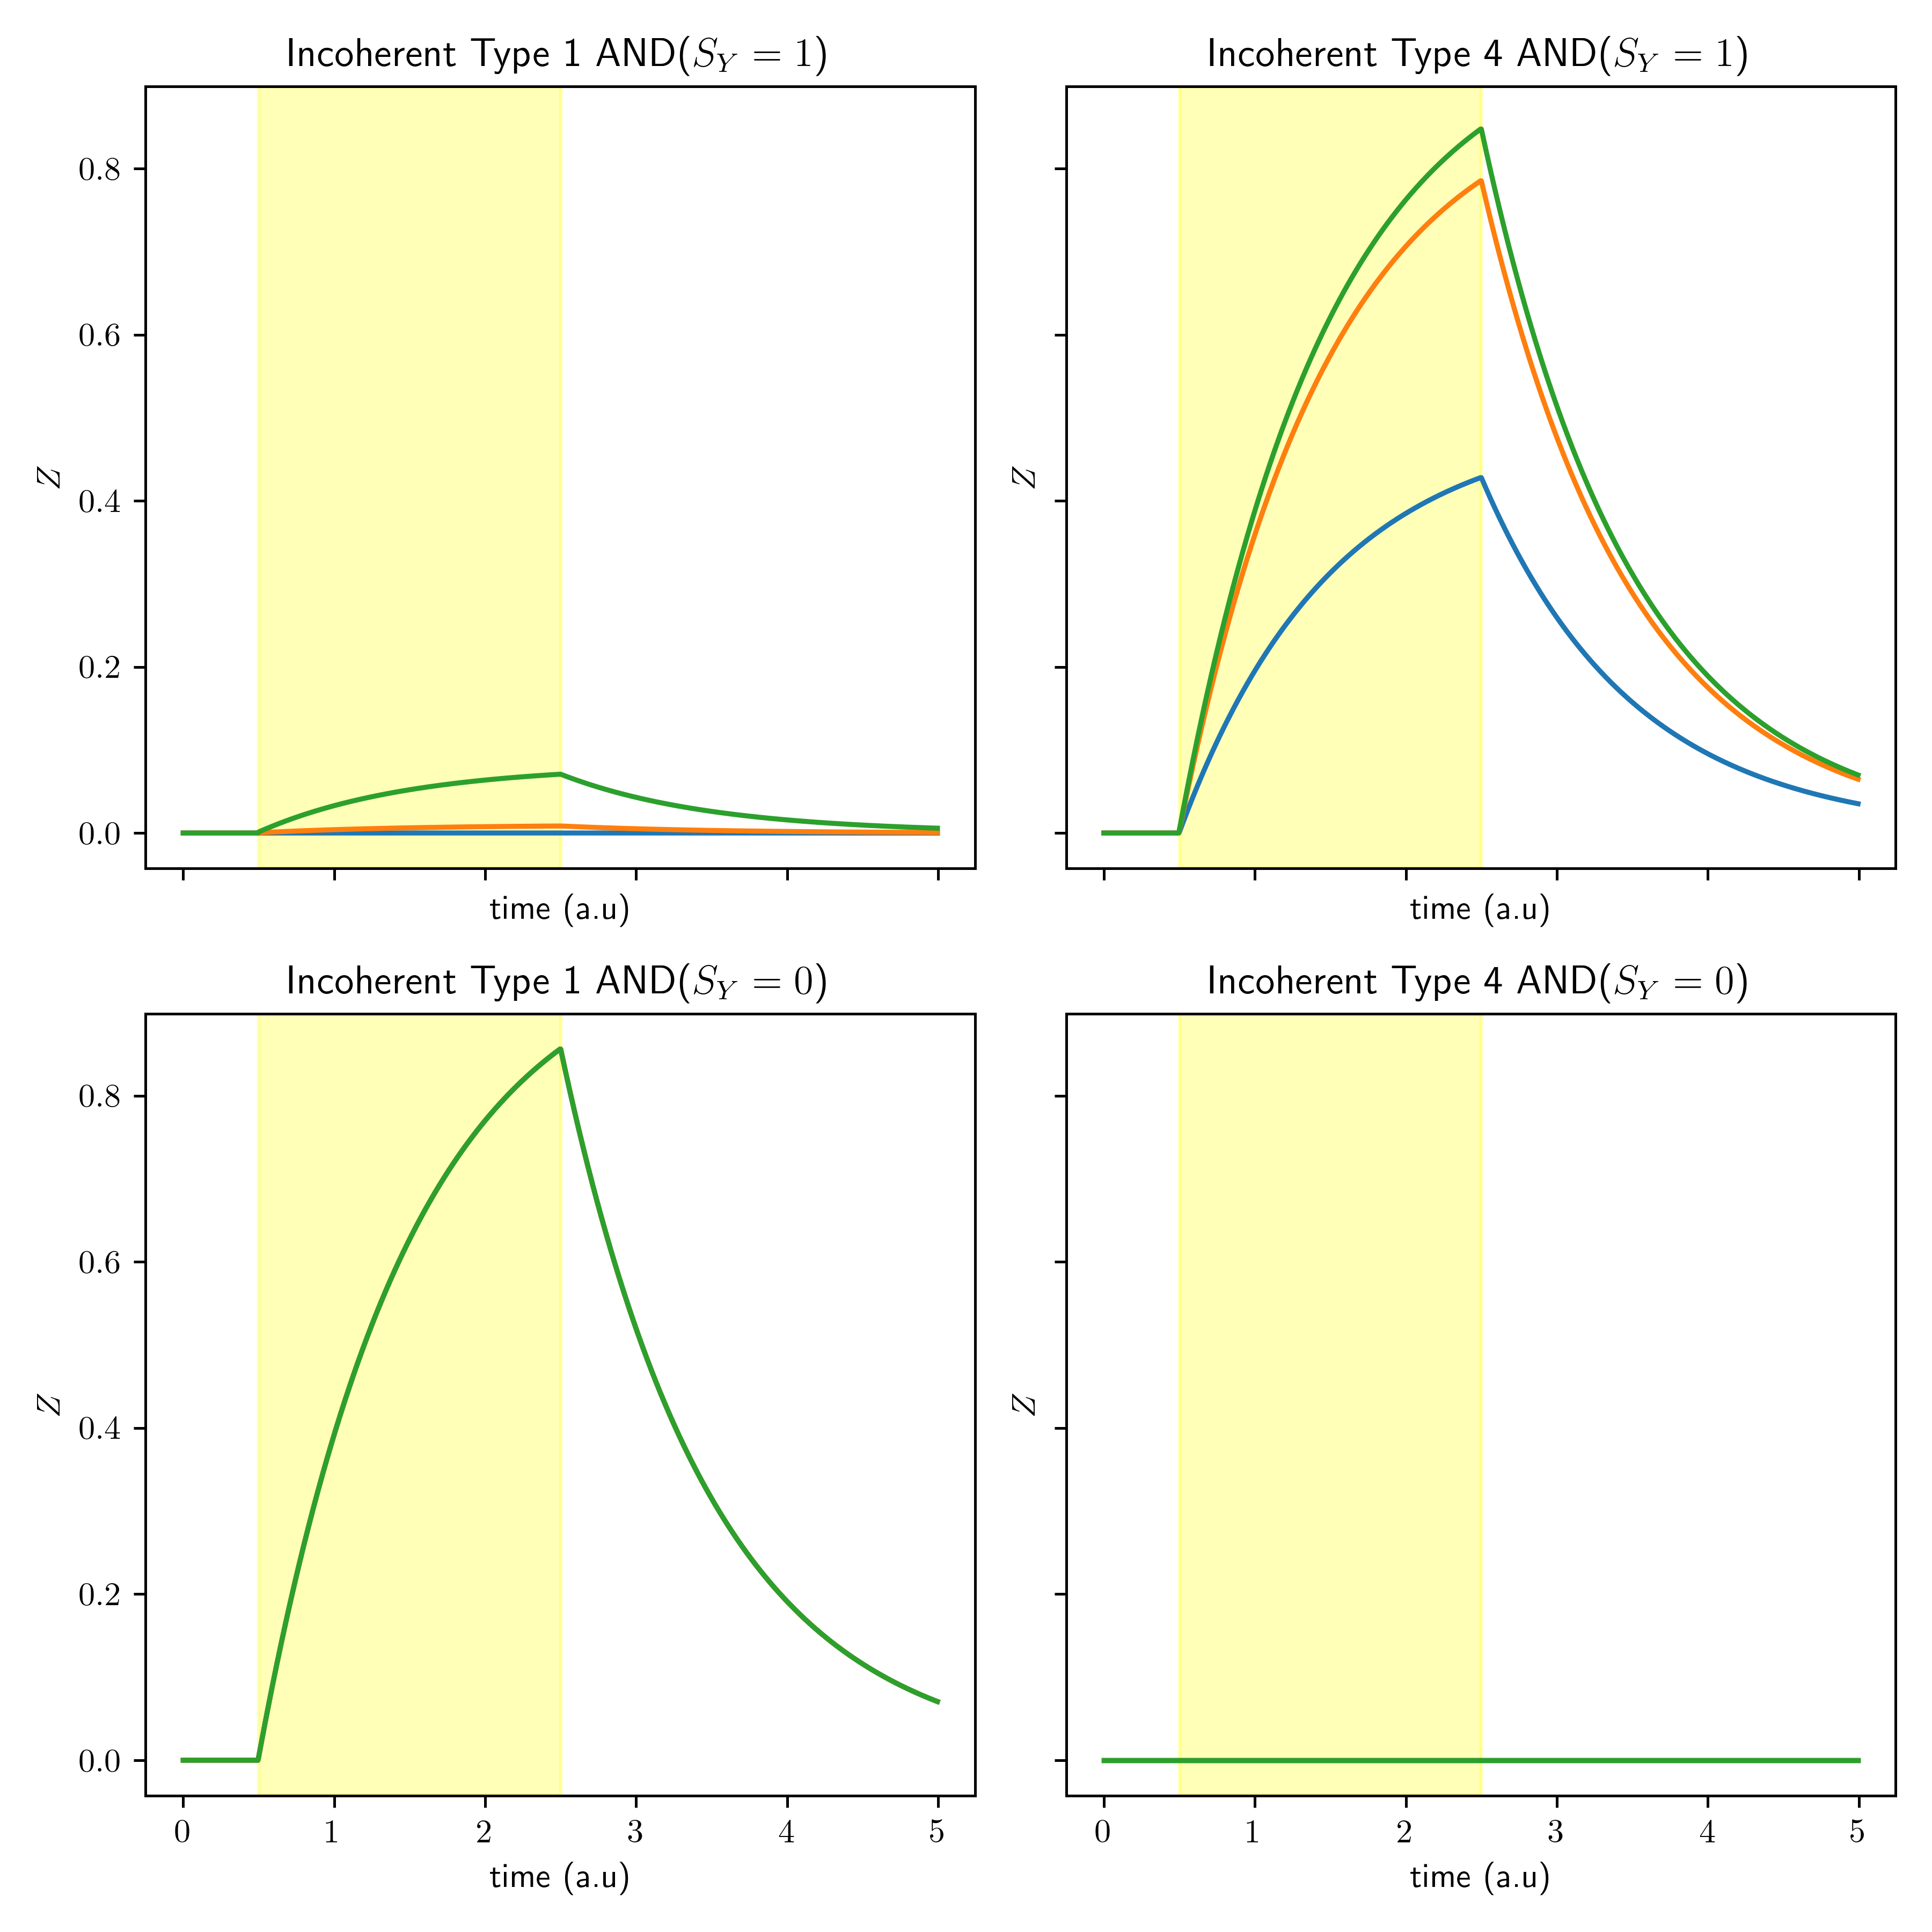 Incoherent Type 1 AND($S_Y = 1$)
Incoherent Type 4 AND($S_Y = 1$)
0.8
0.6
0.4
0.2
0.0
Z
Z
time (a.u)
time (a.u)
Incoherent Type 1 AND($S_Y = 0$)
Incoherent Type 4 AND($S_Y = 0$)
0.8
0.6
0.4
0.2
0.0
Z
Z
0 1 2 3 4 5
0 1 2 3 4 5
time (a.u)
time (a.u)